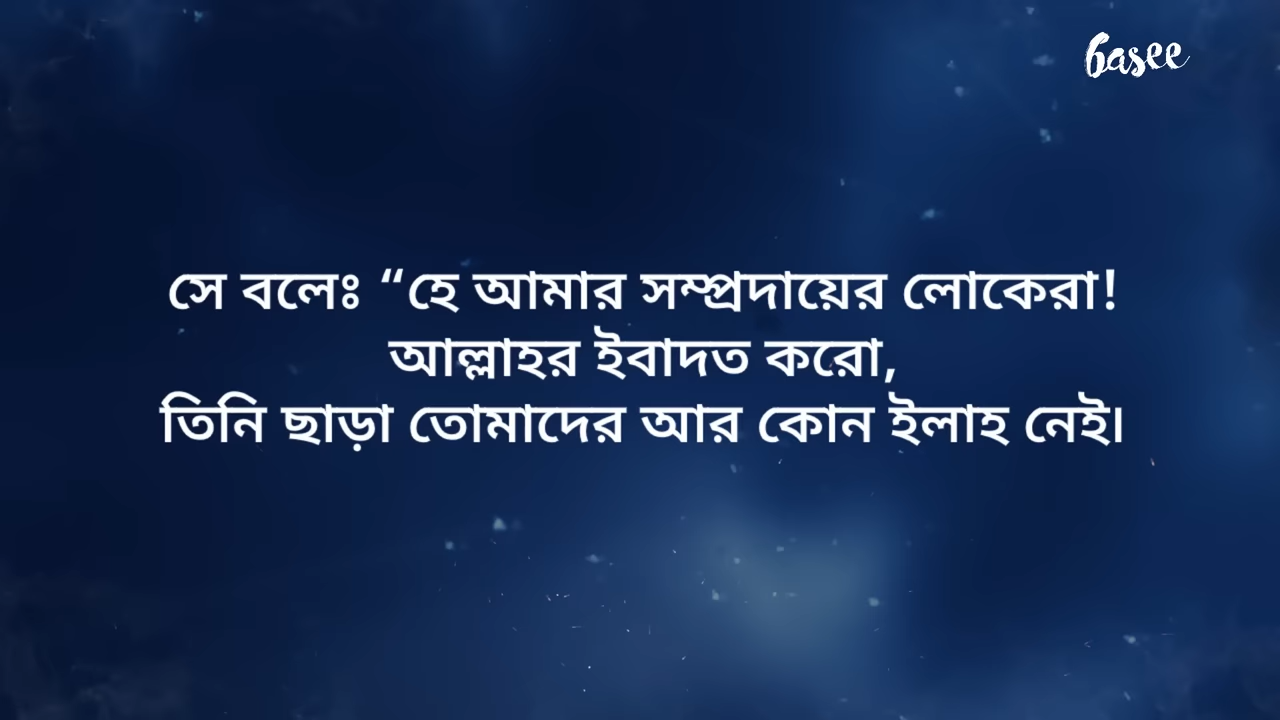 Basee
সে বলেঃ “হে আমার সম্প্রদায়ের লোকেরা!
আল্লাহর ইবাদত করো,
তিনি ছাড়া তোমাদের আর কোন ইলাহ নেই।